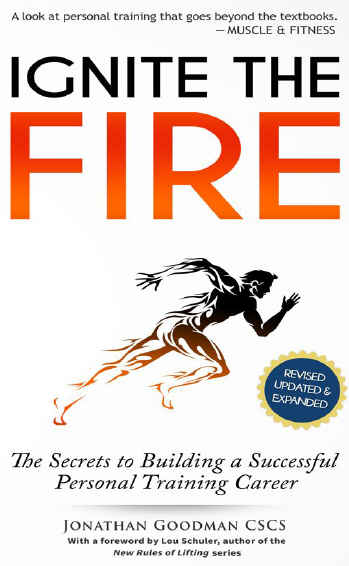 A look at personal training that goes beyond the textbooks.
— MUSCLE & FITNESS
IGNITE THE
FIRE
REVISED
UPDATED &
EXPANDED
The Secrets to Building a Successful
Personal Training Career
JONATHAN GOODMAN CSCS
With a foreword by Lou Schuler, author of the
New Rules of Lifting series